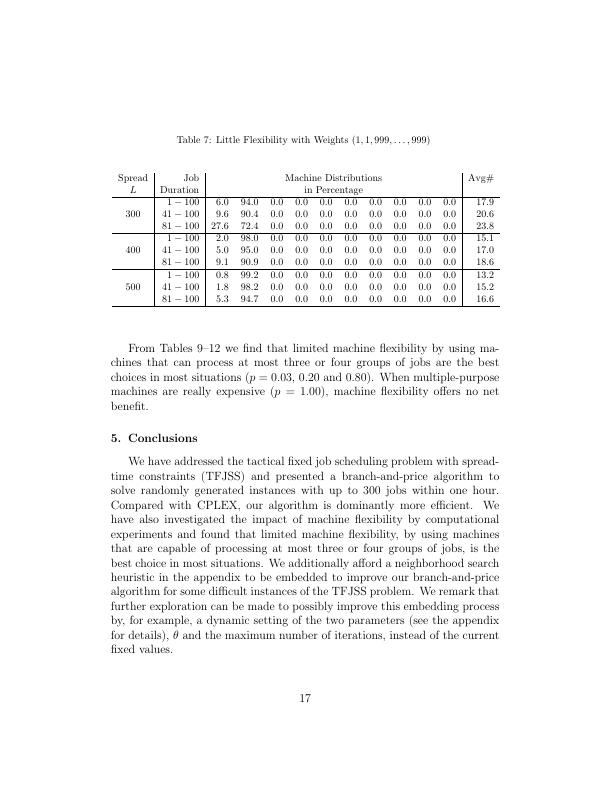 Table 7: Little Flexibility with Weights (1, 1, 999, . . . , 999)
Spread Job Machine Distributions Avg#
L Duration in Percentage
1 − 100 6.0 94.0 0.0 0.0 0.0 0.0 0.0 0.0 0.0 0.0 17.9
300 41 − 100 9.6 90.4 0.0 0.0 0.0 0.0 0.0 0.0 0.0 0.0 20.6
81 − 100 27.6 72.4 0.0 0.0 0.0 0.0 0.0 0.0 0.0 0.0 23.8
1 − 100 2.0 98.0 0.0 0.0 0.0 0.0 0.0 0.0 0.0 0.0 15.1
400 41 − 100 5.0 95.0 0.0 0.0 0.0 0.0 0.0 0.0 0.0 0.0 17.0
81 − 100 9.1 90.9 0.0 0.0 0.0 0.0 0.0 0.0 0.0 0.0 18.6
1 − 100 0.8 99.2 0.0 0.0 0.0 0.0 0.0 0.0 0.0 0.0 13.2
500 41 − 100 1.8 98.2 0.0 0.0 0.0 0.0 0.0 0.0 0.0 0.0 15.2
81 − 100 5.3 94.7 0.0 0.0 0.0 0.0 0.0 0.0 0.0 0.0 16.6
From Tables 9–12 we find that limited machine flexibility by using ma-
chines that can process at most three or four groups of jobs are the best
choices in most situations (p = 0.03, 0.20 and 0.80). When multiple-purpose
machines are really expensive (p = 1.00), machine flexibility offers no net
benefit.
5. Conclusions
We have addressed the tactical fixed job scheduling problem with spread-
time constraints (TFJSS) and presented a branch-and-price algorithm to
solve randomly generated instances with up to 300 jobs within one hour.
Compared with CPLEX, our algorithm is dominantly more efficient. We
have also investigated the impact of machine flexibility by computational
experiments and found that limited machine flexibility, by using machines
that are capable of processing at most three or four groups of jobs, is the
best choice in most situations. We additionally afford a neighborhood search
heuristic in the appendix to be embedded to improve our branch-and-price
algorithm for some difficult instances of the TFJSS problem. We remark that
further exploration can be made to possibly improve this embedding process
by, for example, a dynamic setting of the two parameters (see the appendix
for details), θ and the maximum number of iterations, instead of the current
fixed values.
17